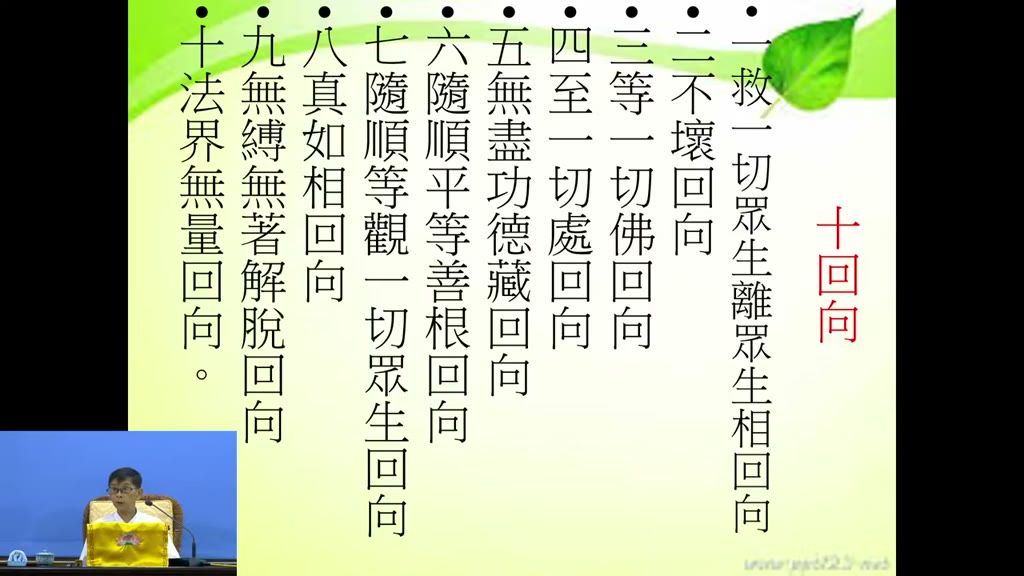 十回向
•一救一切眾生離眾生相回向
•二不壞回向
•三等一切佛回向
•四至一切處回向
•五無盡功德藏回向
•六隨順平等善根回向
•七隨順等觀一切眾生回向
•八真如相回向
•九無縛無著解脫回向
•十法界無量回向。
www.ppt123.net